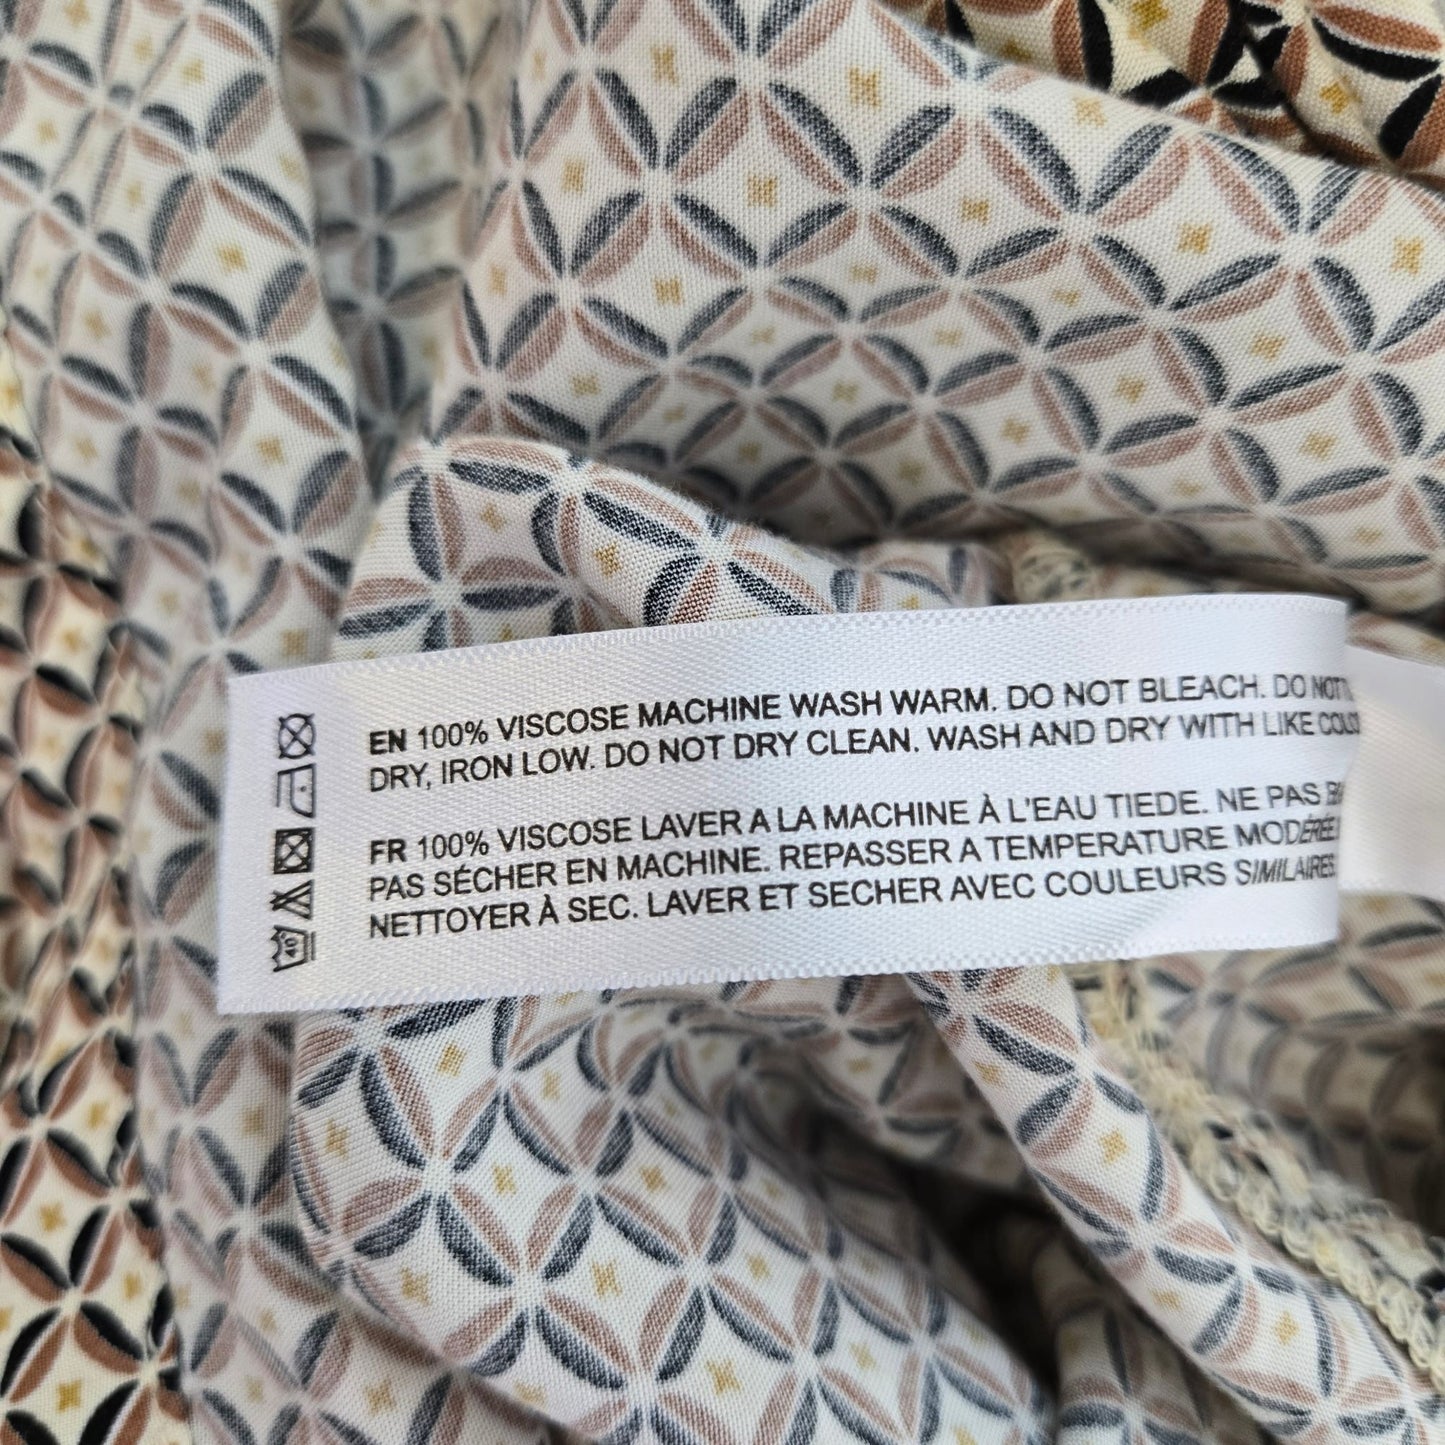 EN 100% VISCOSE MACHINE WASH WARM. DO NOT BLEACH. DO NOT
DRY, IRON LOW. DO NOT DRY CLEAN. WASH AND DRY WITH LIKE
FR 100% VISCOSE LAVER A LA MACHINE À L'EAU TIEDE. NE PAS
PAS SÉCHER EN MACHINE. REPASSER A TEMPERATURE MODÉRÉE
NETTOYER À SEC. LAVER ET SECHER AVEC COULEURS SIMILAIRES
40